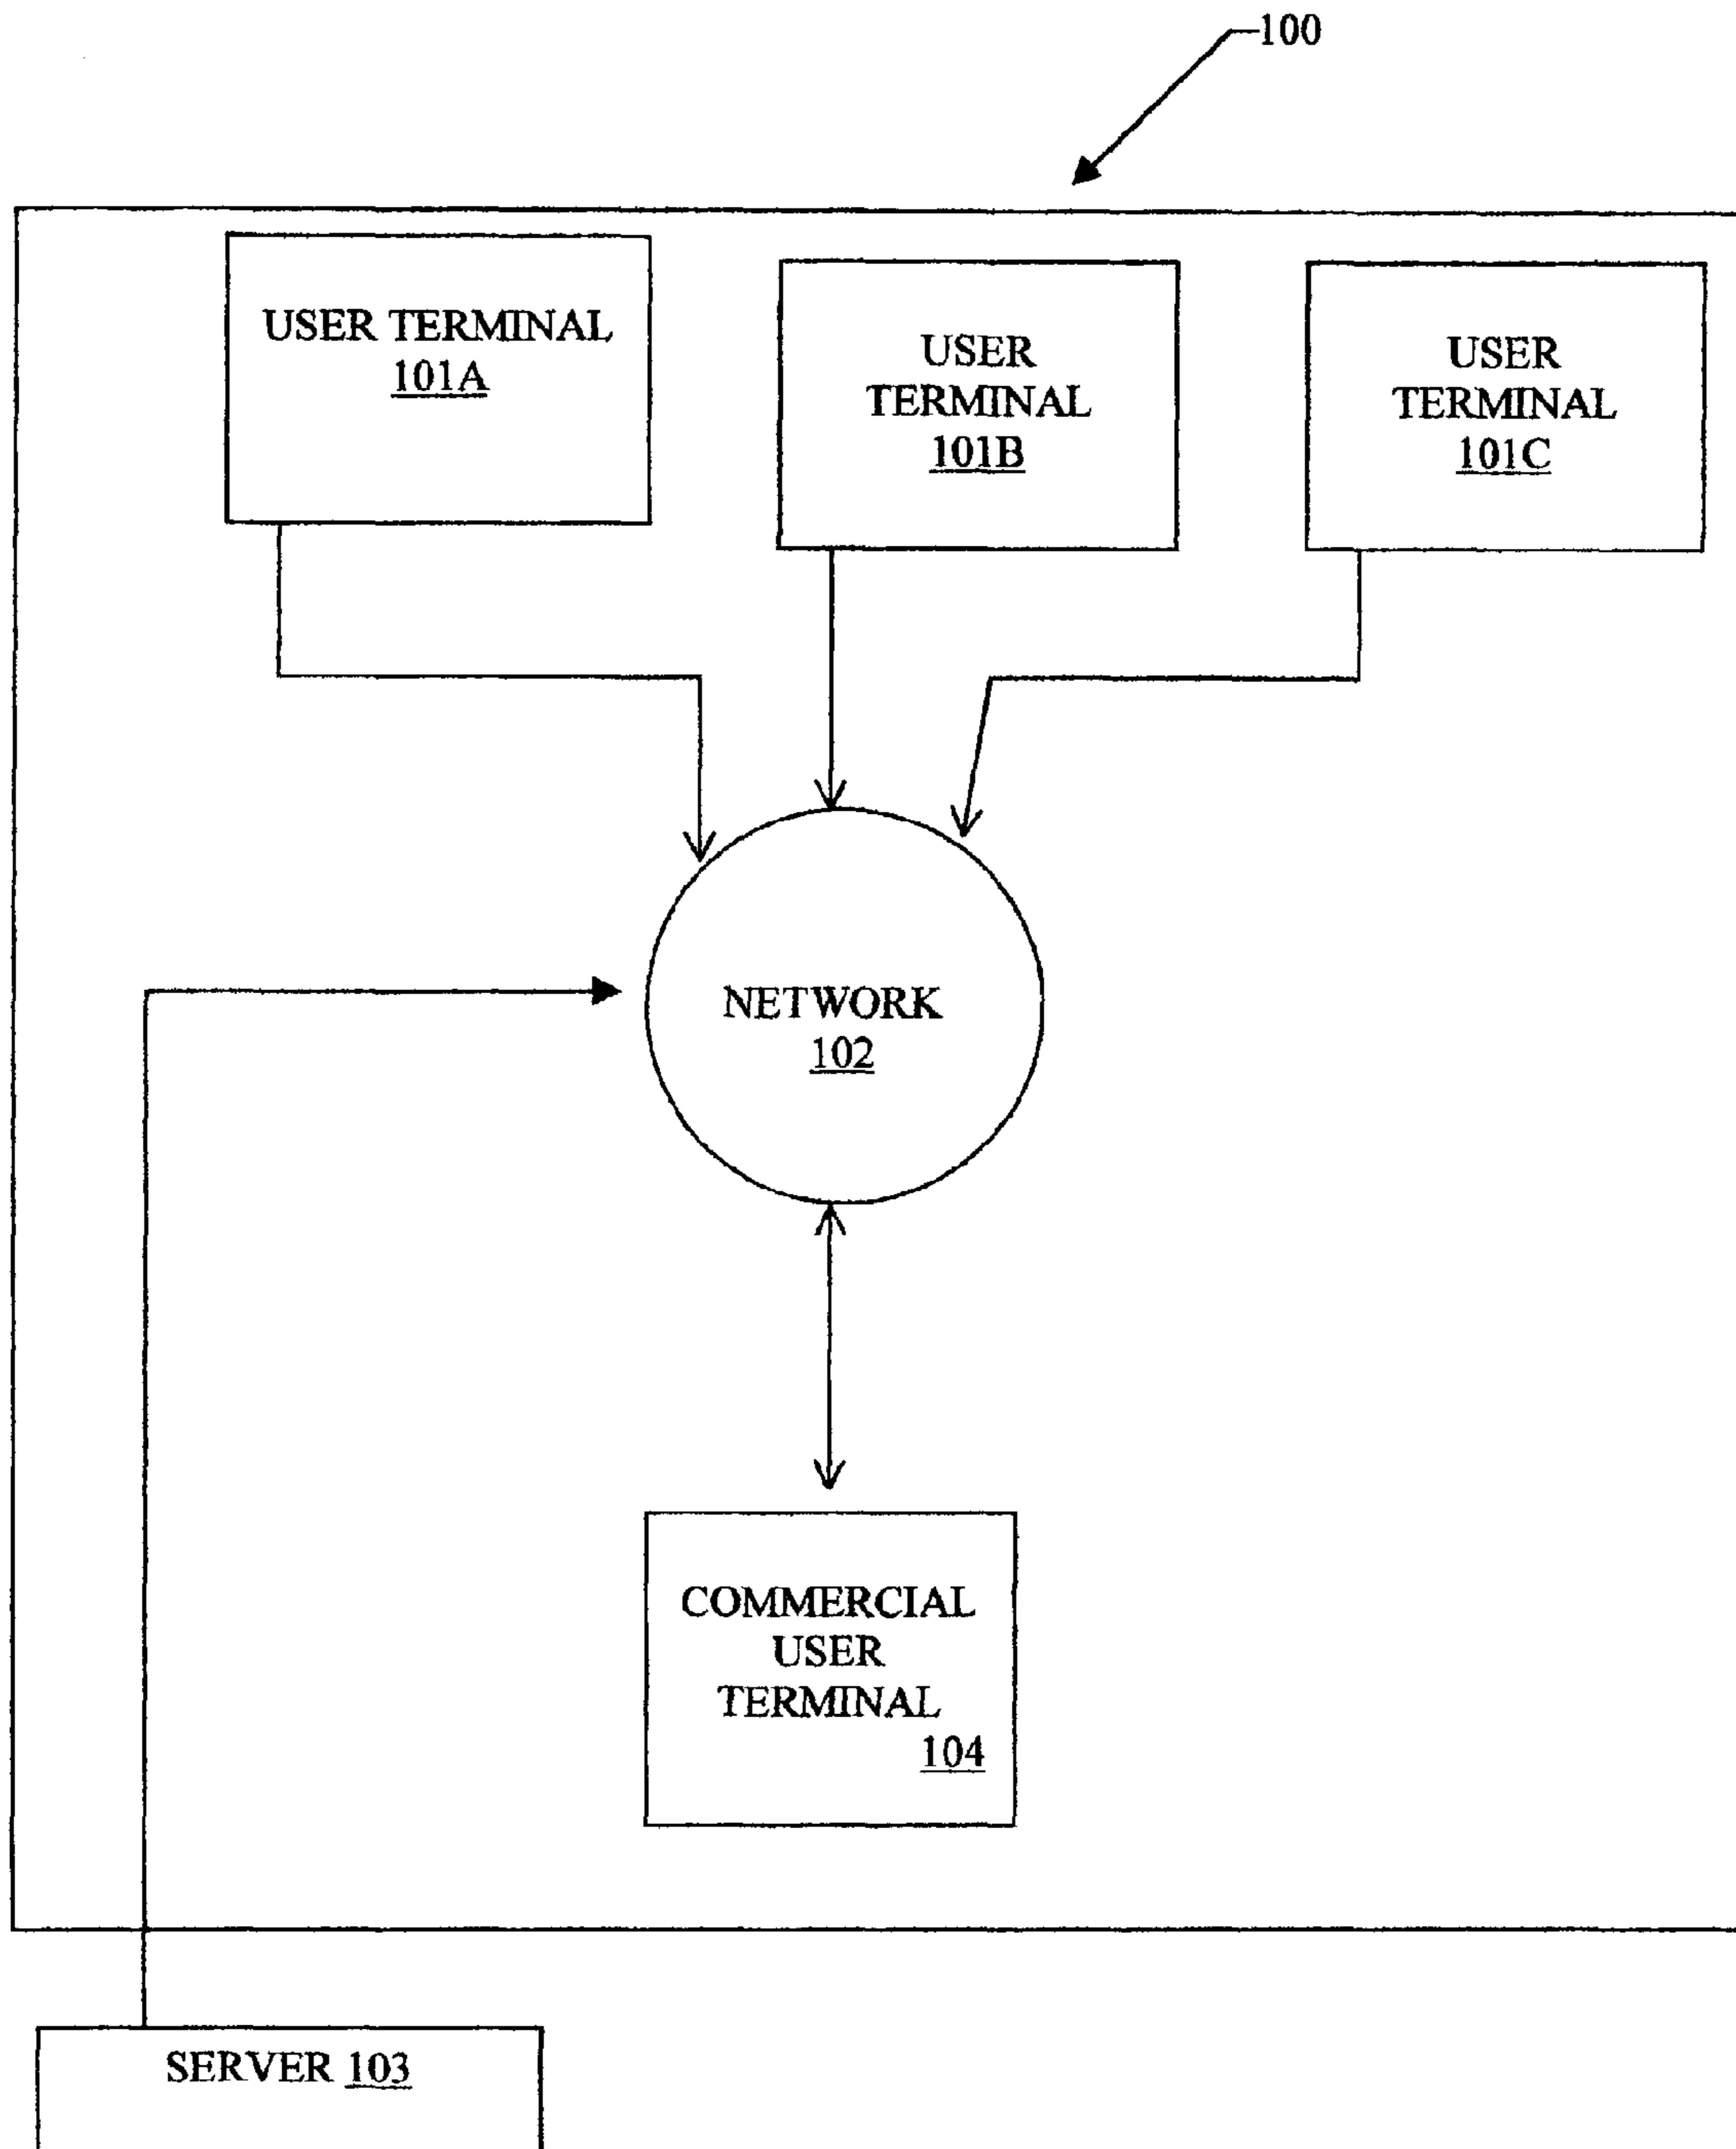 100
USER TERMINAL
101A
USER
TERMINAL
101B
USER
TERMINAL
101C
NETWORK
102
COMMERCIAL
USER
TERMINAL
104
SERVER 103